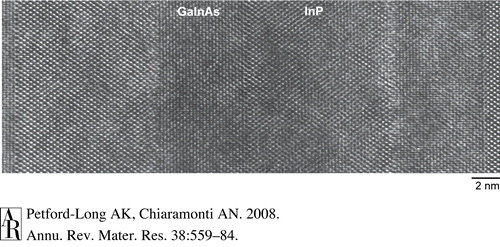 GaInAs InP
2 nm
AR Petford-Long AK, Chiaramonti AN. 2008.
Annu. Rev. Mater. Res. 38:559–84.